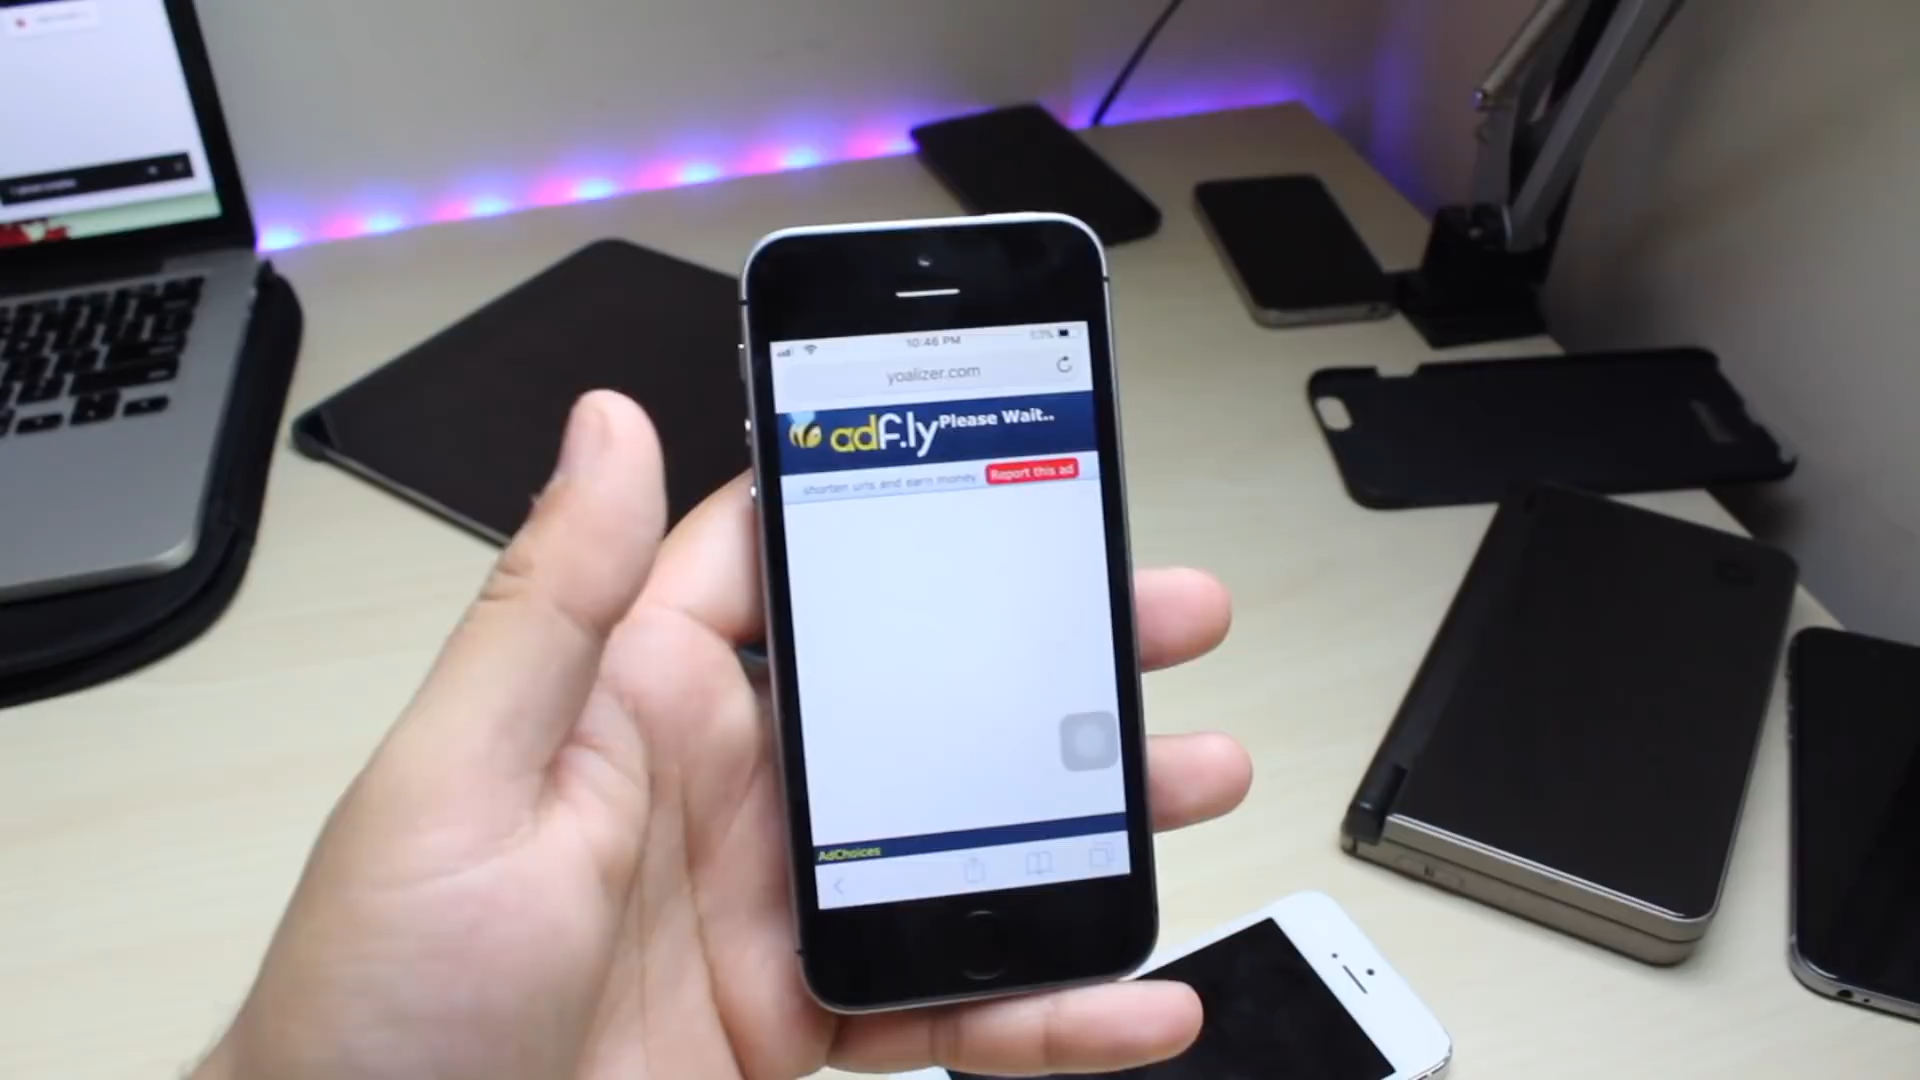 10:46 PM
yoalizer.com
adf.ly
Please Wait..
shorten urls and earn money
Report this ad
AdChoices